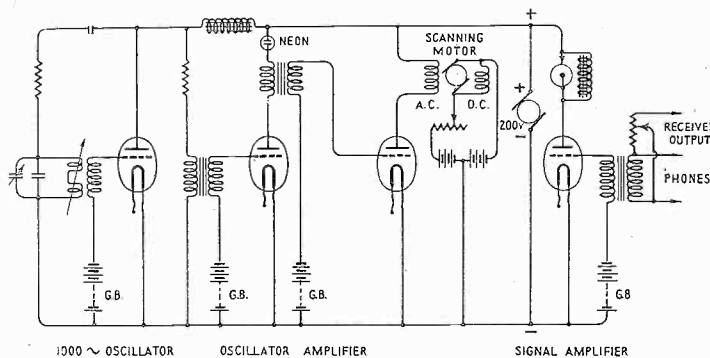 NEON
SCANNING
MOTOR
A.C.
D.C.
+
+
200v
−
RECEIVER
OUTPUT
PHONES
G.B.
G.B.
G.B.
G.B
−
1000 ~ OSCILLATOR
OSCILLATOR AMPLIFIER
SIGNAL AMPLIFIER